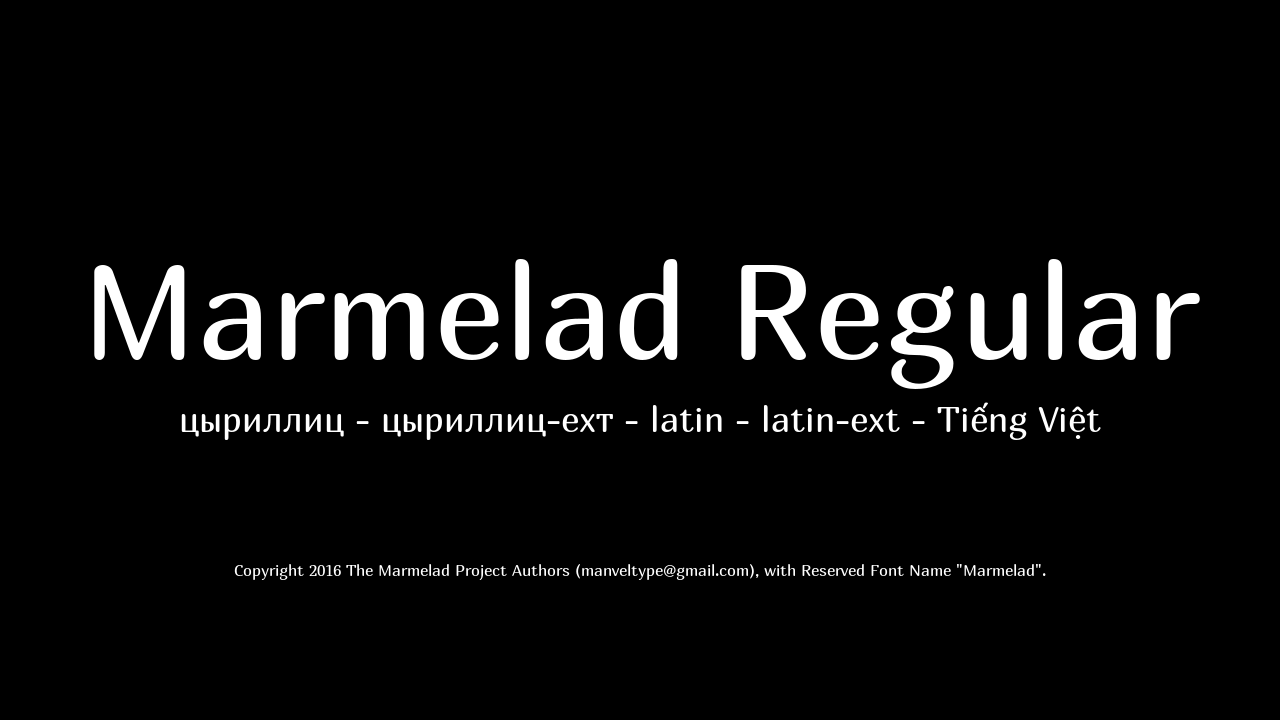 Marmelad Regular
цыриллиц - цыриллиц-ехт - latin - latin-ext - Tiếng Việt
Copyright 2016 The Marmelad Project Authors (manveltype@gmail.com), with Reserved Font Name "Marmelad".